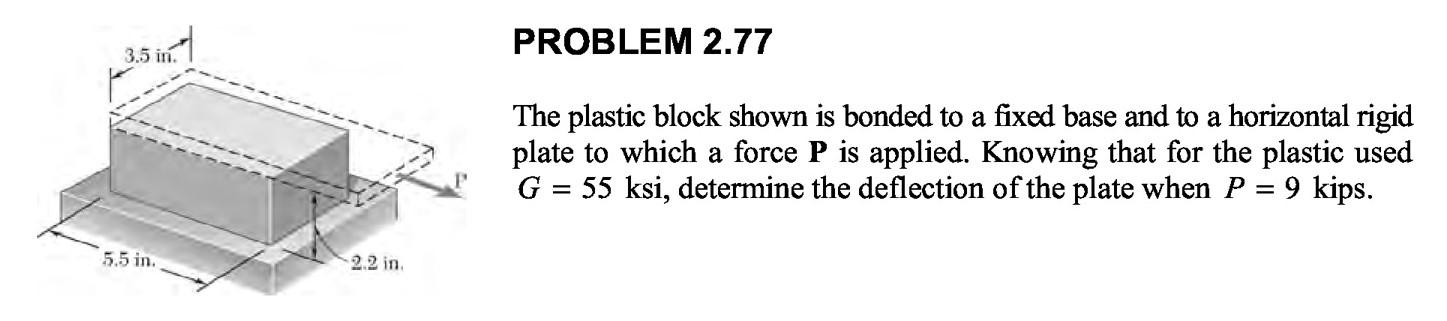 PROBLEM 2.77
3.5 in.
The plastic block shown is bonded to a fixed base and to a horizontal rigid
plate to which a force P is applied. Knowing that for the plastic used
G = 55 ksi, determine the deflection of the plate when P = 9 kips.
P
5.5 in.
2.2 in.